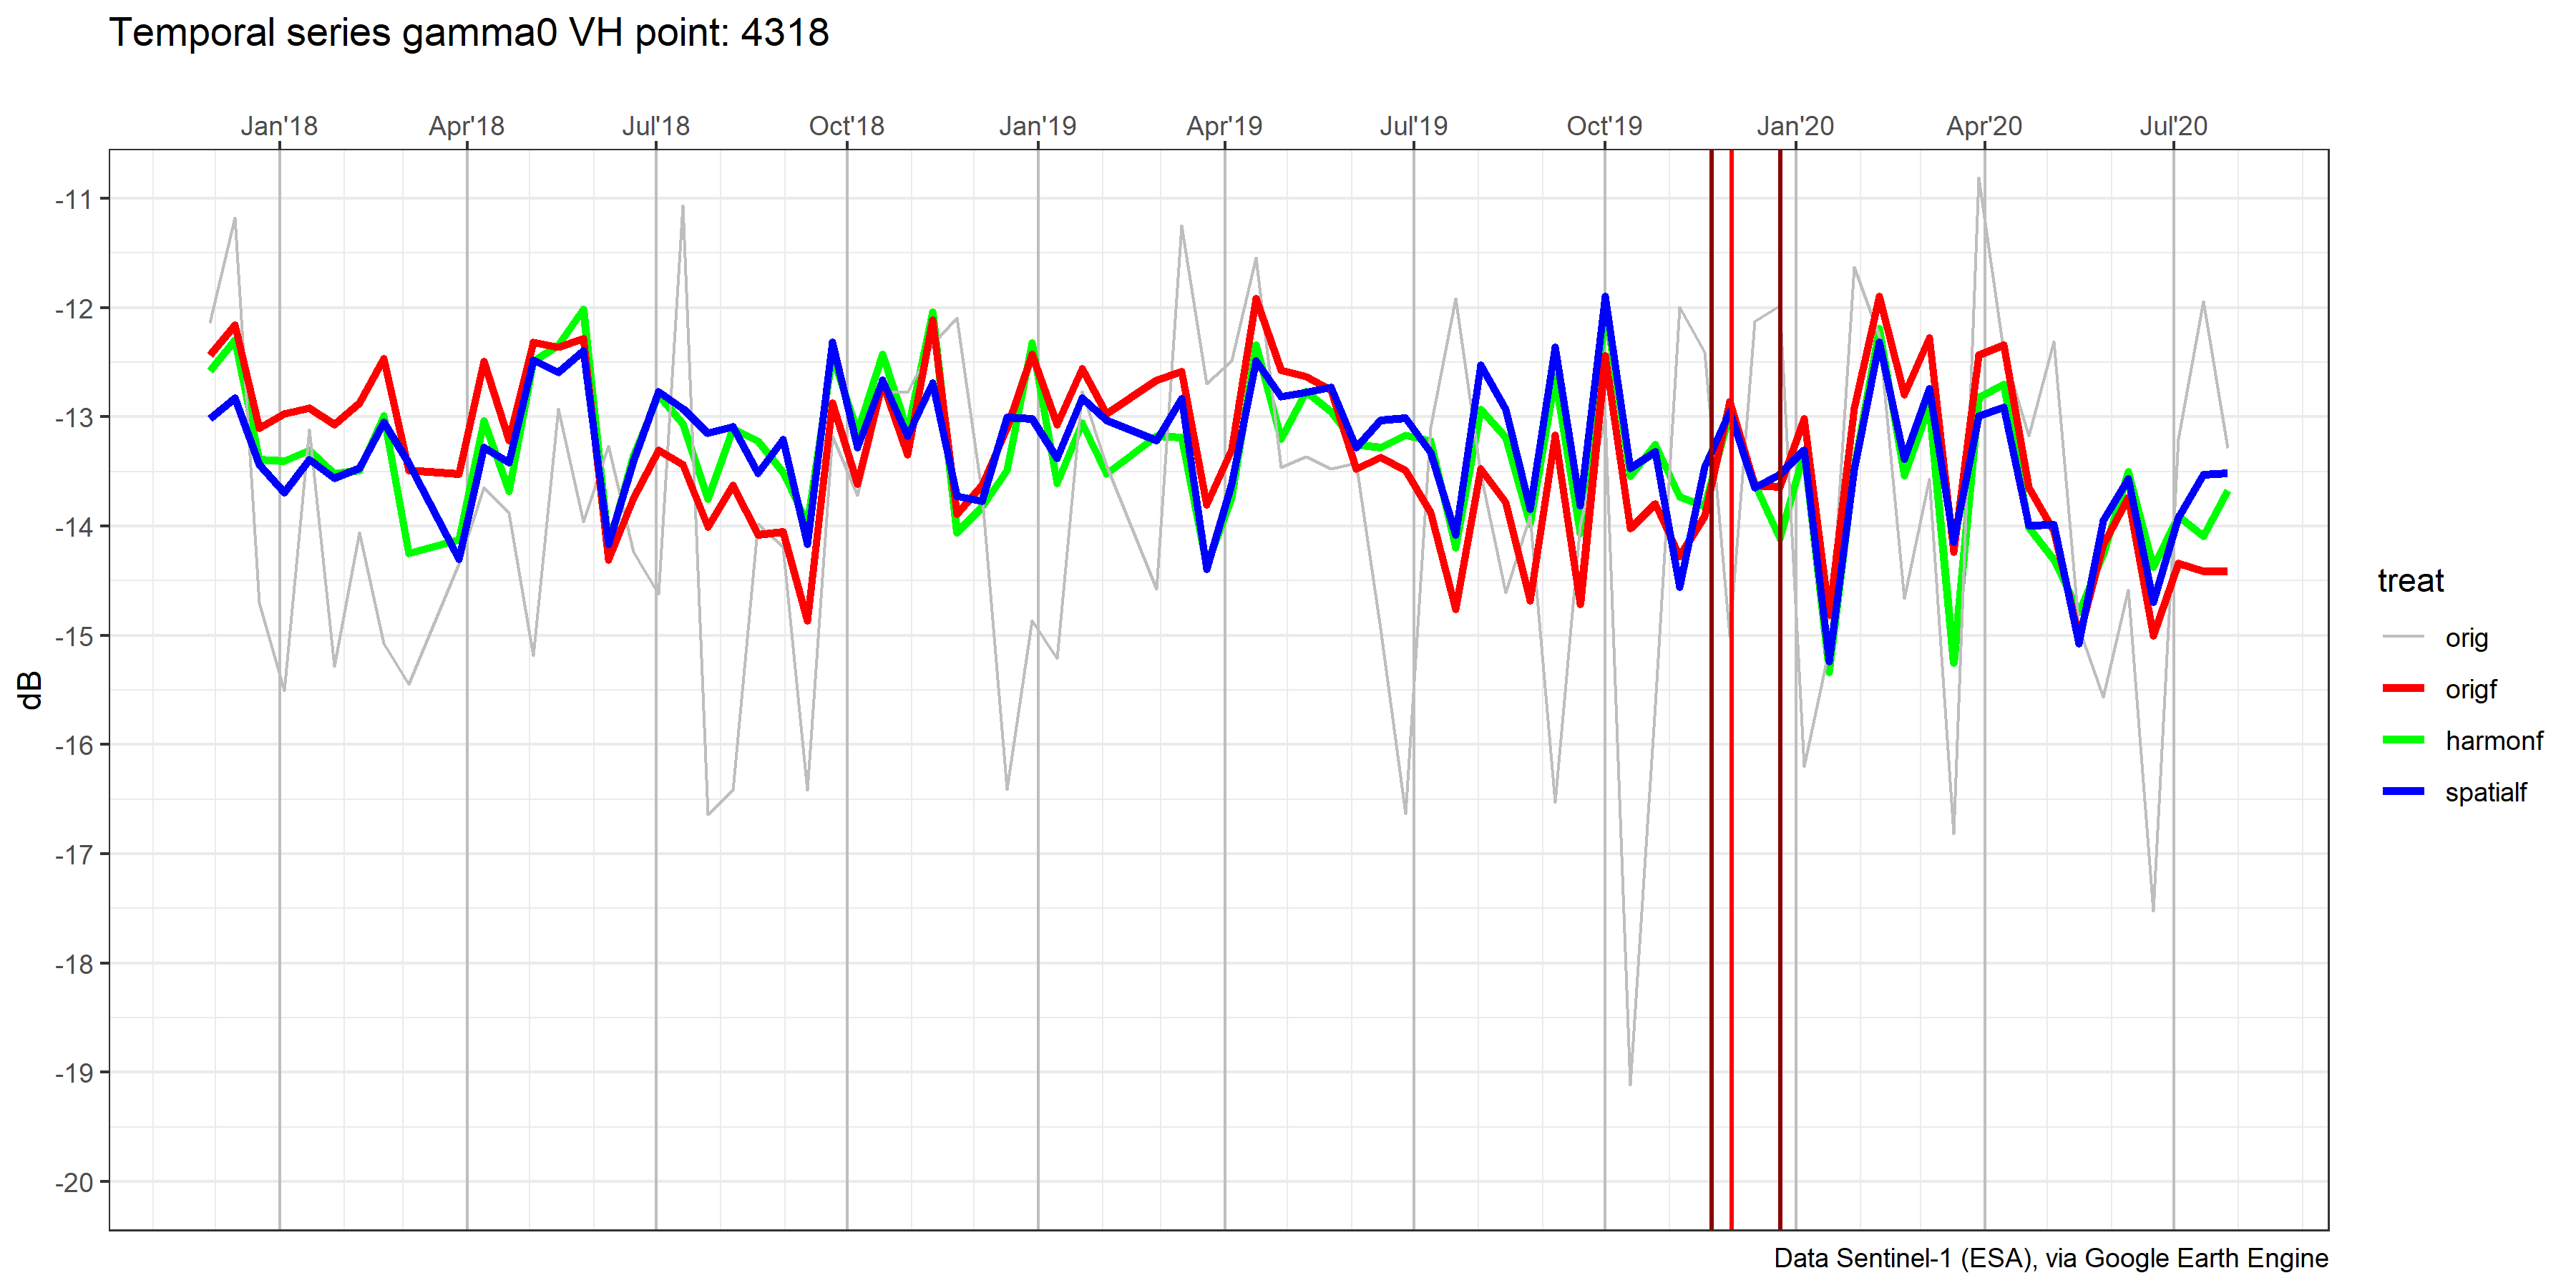 Temporal series gamma0 VH point: 4318
Jan'18
Apr'18
Jul'18
Oct'18
Jan'19
Apr'19
Jul'19
Oct'19
Jan'20
Apr'20
Jul'20
-11
-12
-13
-14
-15
-16
-17
-18
-19
-20
dB
treat
orig
origf
harmonf
spatialf
Data Sentinel-1 (ESA), via Google Earth Engine